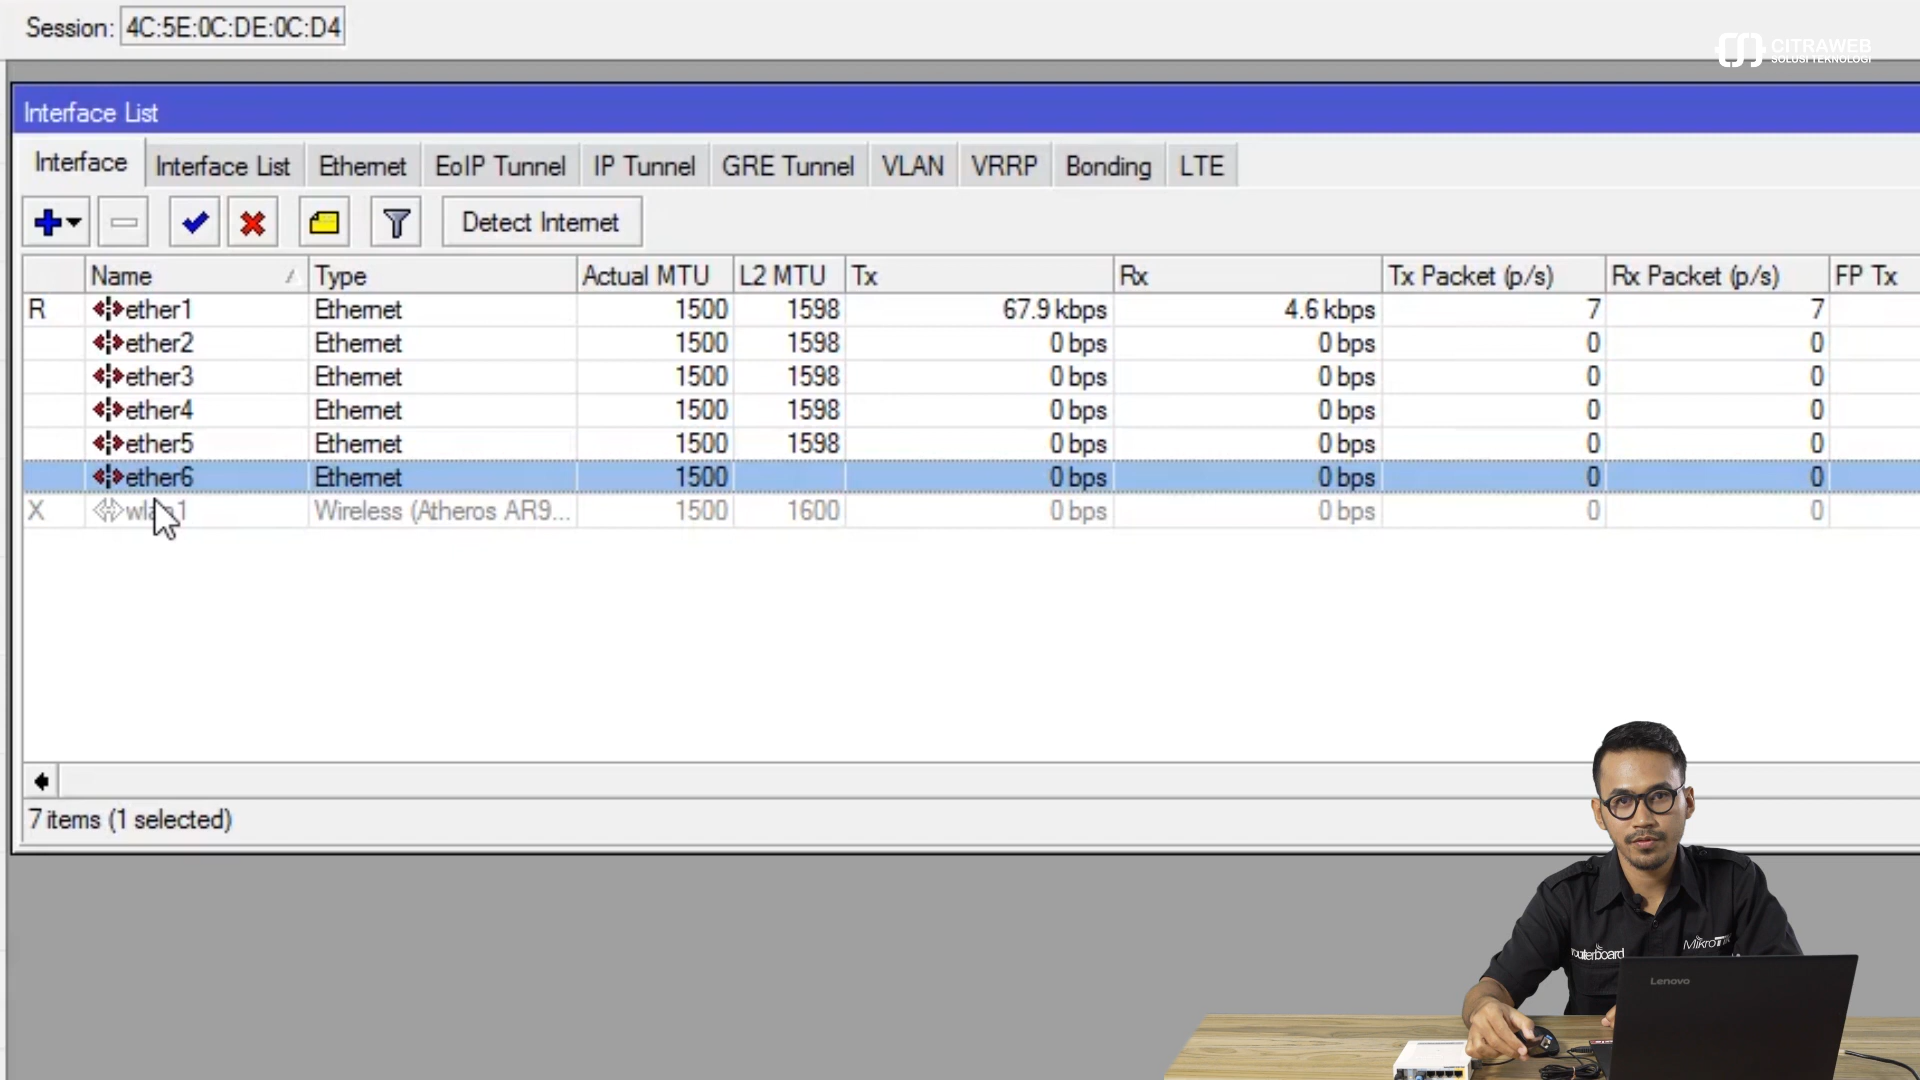 Session: 4C:5E:0C:DE:0C:D4
CITRAWEB
SOLUSI TEKNOLOGI
Interface List
Interface Interface List Ethernet EoIP Tunnel IP Tunnel GRE Tunnel VLAN VRRP Bonding LTE
Detect Internet
Name Type Actual MTU L2 MTU Tx Rx Tx Packet (p/s) Rx Packet (p/s) FP Tx
R ether1 Ethernet 1500 1598 67.9 kbps 4.6 kbps 7 7
ether2 Ethernet 1500 1598 0 bps 0 bps 0 0
ether3 Ethernet 1500 1598 0 bps 0 bps 0 0
ether4 Ethernet 1500 1598 0 bps 0 bps 0 0
ether5 Ethernet 1500 1598 0 bps 0 bps 0 0
ether6 Ethernet 1500 0 bps 0 bps 0 0
X wlan1 Wireless (Atheros AR9... 1500 1600 0 bps 0 bps 0 0
7 items (1 selected)
routerboard
MikroTik
Lenovo